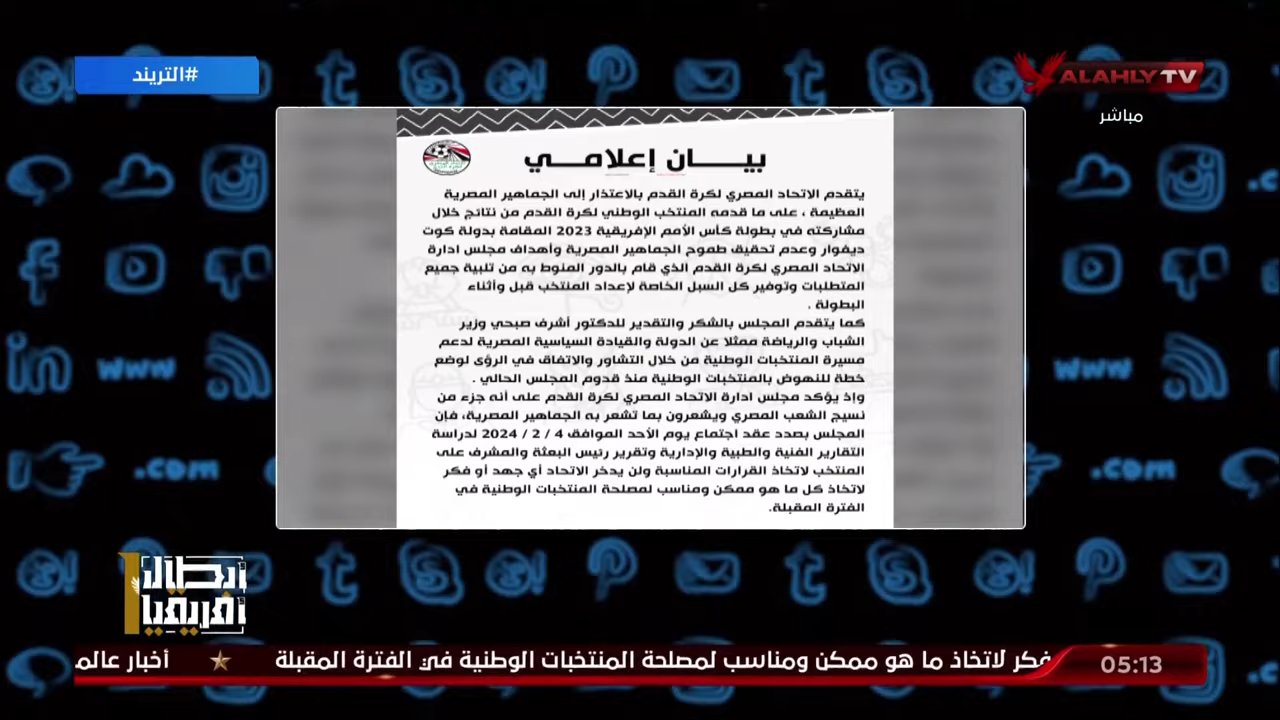 #التريند
ALAHLY TV
مباشر
بيـــــان إعلامـــي
يتقدم الاتحاد المصري لكرة القدم بالاعتذار إلى الجماهير المصرية
العظيمة ، على ما قدمه المنتخب الوطني لكرة القدم من نتائج خلال
مشاركته في بطولة كأس الأمم الإفريقية 2023 المقامة بدولة كوت
ديفوار وعدم تحقيق طموح الجماهير المصرية وأهداف مجلس ادارة
الاتحاد المصري لكرة القدم الذي قام بالدور المنوط به من تلبية جميع
المتطلبات وتوفير كل السبل الخاصة لإعداد المنتخب قبل وأثناء
البطولة .
كما يتقدم المجلس بالشكر والتقدير للدكتور أشرف صبحي وزير
الشباب والرياضة ممثلا عن الدولة والقيادة السياسية المصرية لدعم
مسيرة المنتخبات الوطنية من خلال التشاور والاتفاق في الرؤى لوضع
خطة للنهوض بالمنتخبات الوطنية منذ قدوم المجلس الحالي .
وإذ يؤكد مجلس ادارة الاتحاد المصري لكرة القدم على أنه جزء من
نسيج الشعب المصري ويشعرون بما تشعر به الجماهير المصرية، فإن
المجلس بصدد عقد اجتماع يوم الأحد الموافق 4 / 2 / 2024 لدراسة
التقارير الفنية والطبية والإدارية وتقرير رئيس البعثة والمشرف على
المنتخب لاتخاذ القرارات المناسبة ولن يدخر الاتحاد أي جهد أو فكر
لاتخاذ كل ما هو ممكن ومناسب لمصلحة المنتخبات الوطنية في
الفترة المقبلة.
www
www
.com
.com
أبطال
أفريقيا
فكر لاتخاذ ما هو ممكن ومناسب لمصلحة المنتخبات الوطنية في الفترة المقبلة ★ أخبار عالم
05:13